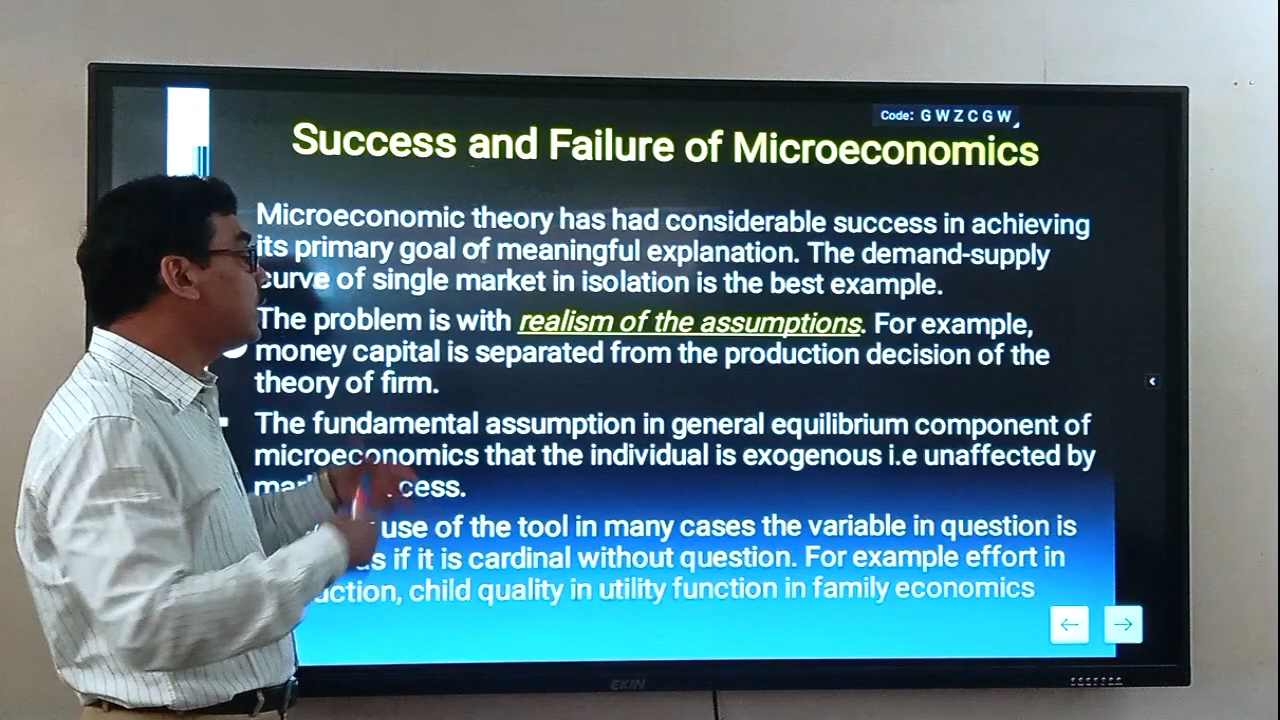 Code: GWZCGW
Success and Failure of Microeconomics
Microeconomic theory has had considerable success in achieving
its primary goal of meaningful explanation. The demand-supply
curve of single market in isolation is the best example.
The problem is with realism of the assumptions. For example,
money capital is separated from the production decision of the
theory of firm.
The fundamental assumption in general equilibrium component of
microeconomics that the individual is exogenous i.e unaffected by
use of the tool in many cases the variable in question is
as if it is cardinal without question. For example effort in
child quality in utility function in family economics
EKIN